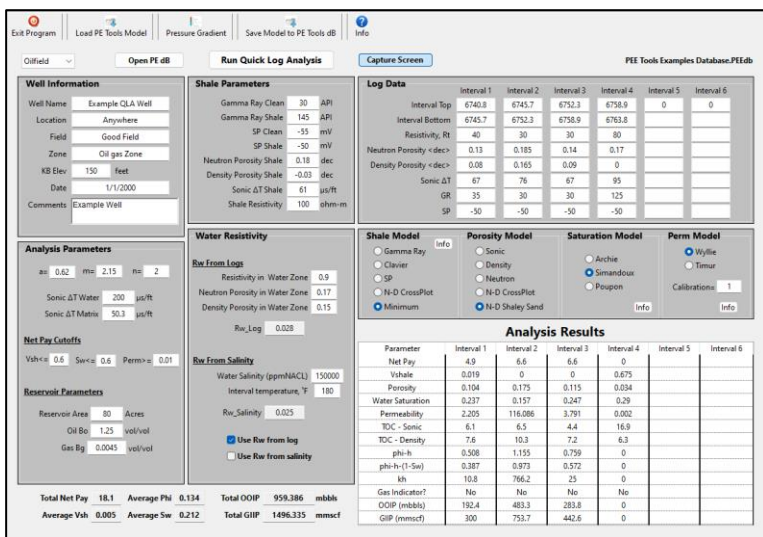 Exit Program
Load PE Tools Model
Pressure Gradient
Save Model to PE Tools dB
Info
Oilfield
Open PE dB
Run Quick Log Analysis
Capture Screen
PEE Tools Examples Database.PEEdb
Well Information
Well Name Example QLA Well
Location Anywhere
Field Good Field
Zone Oil gas Zone
KB Elev 150 feet
Date 1/1/2000
Comments Example Well
Analysis Parameters
a= 0.62 m= 2.15 n= 2
Sonic ΔT Water 200 µs/ft
Sonic ΔT Matrix 50.3 µs/ft
Net Pay Cutoffs
Vsh<= 0.6 Sw<= 0.6 Perm>= 0.01
Reservoir Parameters
Reservoir Area 80 Acres
Oil Bo 1.25 vol/vol
Gas Bg 0.0045 vol/vol
Shale Parameters
Gamma Ray Clean 30 API
Gamma Ray Shale 145 API
SP Clean -55 mV
SP Shale -50 mV
Neutron Porosity Shale 0.18 dec
Density Porosity Shale -0.03 dec
Sonic ΔT Shale 61 µs/ft
Shale Resistivity 100 ohm-m
Water Resistivity
Rw From Logs
Resistivity in Water Zone 0.9
Neutron Porosity in Water Zone 0.17
Density Porosity in Water Zone 0.15
Rw_Log 0.028
Rw From Salinity
Water Salinity (ppmNACL) 150000
Interval temperature, °F 180
Rw_Salinity 0.025
Use Rw from log
Use Rw from salinity
Log Data
Interval 1 Interval 2 Interval 3 Interval 4 Interval 5 Interval 6
Interval Top 6740.8 6745.7 6752.3 6758.9 0 0
Interval Bottom 6745.7 6752.3 6758.9 6763.8
Resistivity, Rt 40 30 30 80
Neutron Porosity <dec> 0.13 0.185 0.14 0.17
Density Porosity <dec> 0.08 0.165 0.09 0
Sonic ΔT 67 76 67 95
GR 35 30 30 125
SP -50 -50 -50 -50
Shale Model
Info
Gamma Ray
Clavier
SP
N-D CrossPlot
Minimum
Porosity Model
Sonic
Density
Neutron
N-D CrossPlot
N-D Shaley Sand
Saturation Model
Archie
Simandoux
Poupon
Info
Perm Model
Wyllie
Timur
Calibration= 1
Info
Analysis Results
Parameter Interval 1 Interval 2 Interval 3 Interval 4 Interval 5 Interval 6
Net Pay 4.9 6.6 6.6 0
Vshale 0.019 0 0 0.675
Porosity 0.104 0.175 0.115 0.034
Water Saturation 0.237 0.157 0.247 0.29
Permeability 2.205 116.086 3.791 0.002
TOC - Sonic 6.1 6.5 4.4 16.9
TOC - Density 7.6 10.3 7.2 6.3
phi-h 0.508 1.155 0.759 0
phi-h-(1-Sw) 0.387 0.973 0.572 0
kh 10.8 766.2 25 0
Gas Indicator? No No No No
OOIP (mbbls) 192.4 483.3 283.8 0
GIIP (mmscf) 300 753.7 442.6 0
Total Net Pay 18.1 Average Phi 0.134 Total OOIP 959.386 mbbls
Average Vsh 0.005 Average Sw 0.212 Total GIIP 1496.335 mmscf